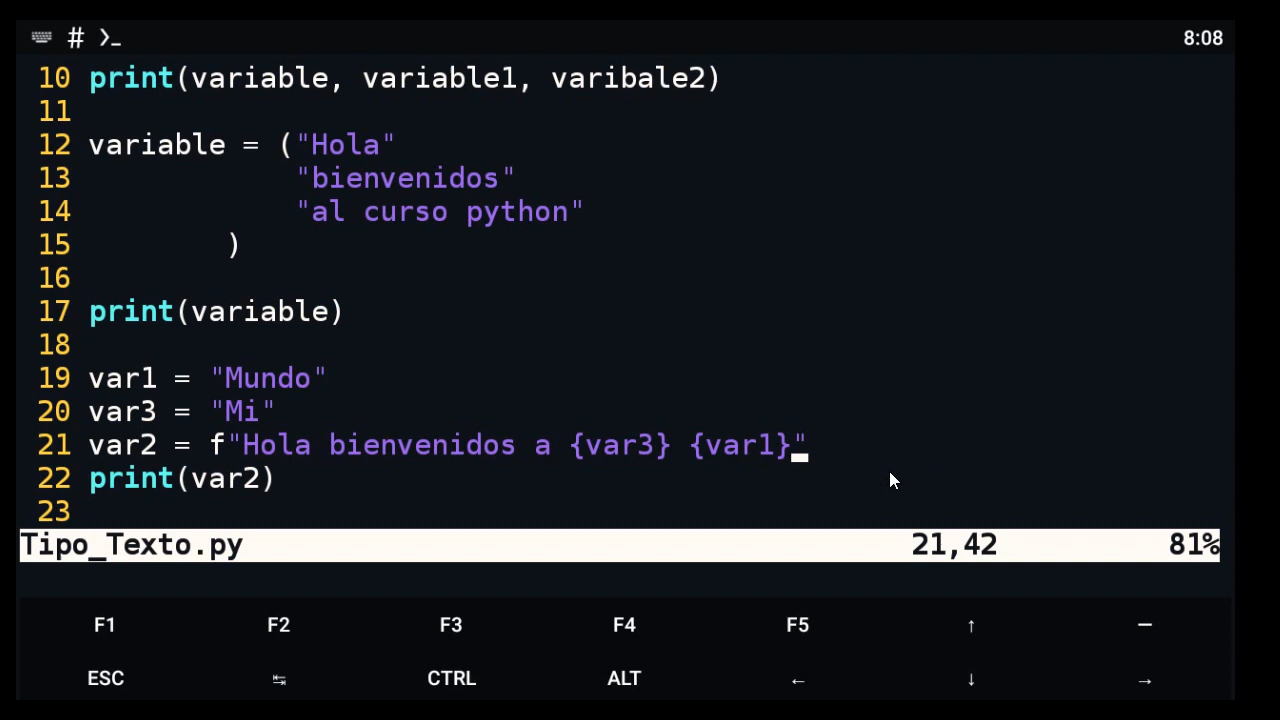 # ❯_ 8:08
10 print(variable, variable1, varibale2)
11
12 variable = ("Hola"
13             "bienvenidos"
14             "al curso python"
15         )
16
17 print(variable)
18
19 var1 = "Mundo"
20 var3 = "Mi"
21 var2 = f"Hola bienvenidos a {var3} {var1}"
22 print(var2)
23
Tipo_Texto.py 21,42 81%
F1 F2 F3 F4 F5 ↑ —
ESC ↹ CTRL ALT ← ↓ →